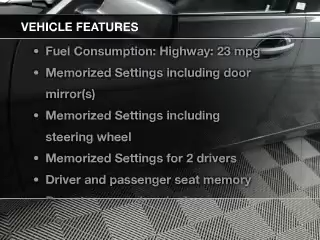 VEHICLE FEATURES
• Fuel Consumption: Highway: 23 mpg
• Memorized Settings including door
mirror(s)
• Memorized Settings including
steering wheel
• Memorized Settings for 2 drivers
• Driver and passenger seat memory